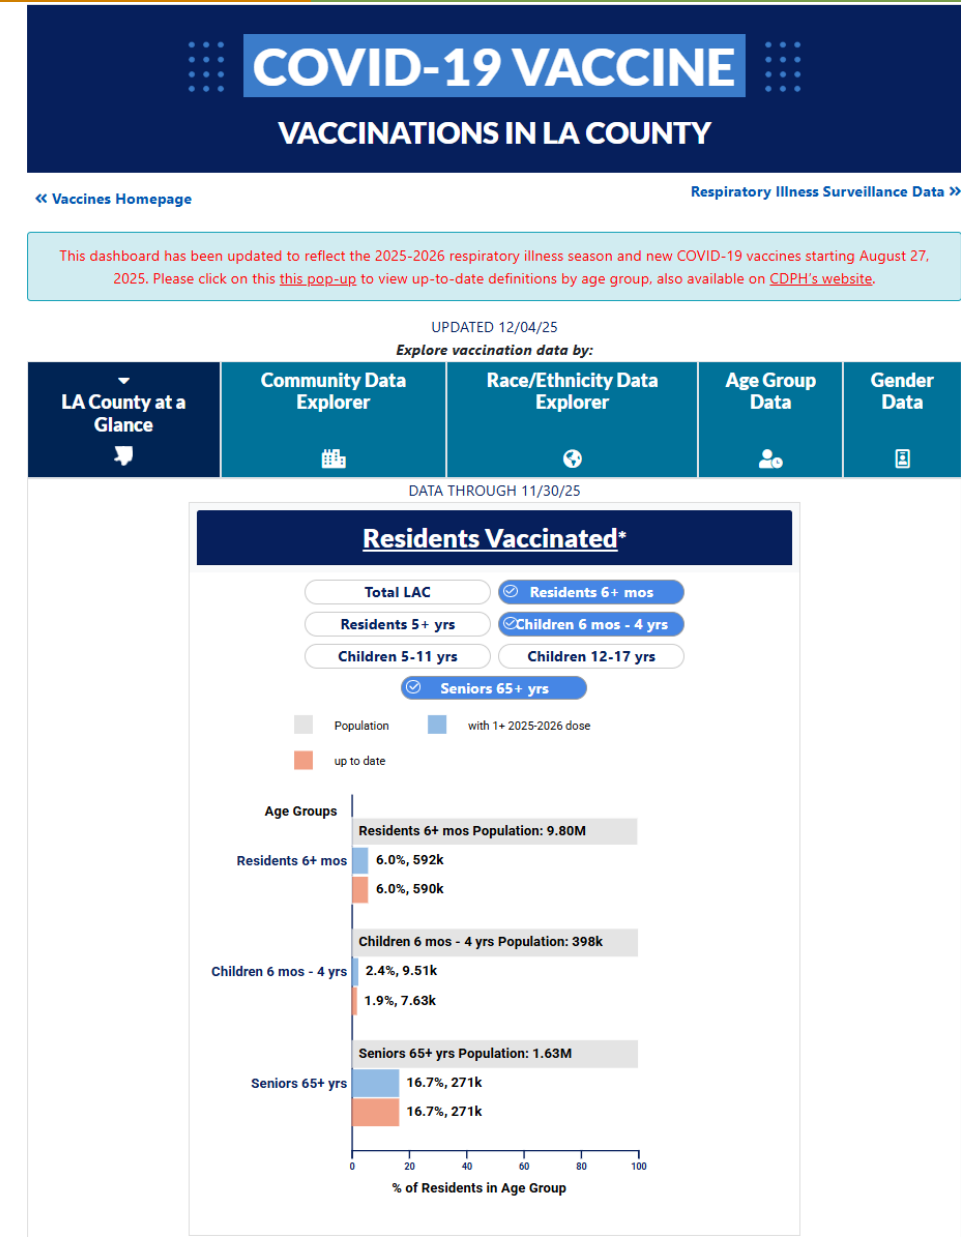 COVID-19 VACCINE
VACCINATIONS IN LA COUNTY
« Vaccines Homepage
Respiratory Illness Surveillance Data »
This dashboard has been updated to reflect the 2025-2026 respiratory illness season and new COVID-19 vaccines starting August 27,
2025. Please click on this this pop-up to view up-to-date definitions by age group, also available on CDPH's website.
UPDATED 12/04/25
Explore vaccination data by:
LA County at a
Glance
Community Data
Explorer
Race/Ethnicity Data
Explorer
Age Group
Data
Gender
Data
DATA THROUGH 11/30/25
Residents Vaccinated*
Total LAC
Residents 6+ mos
Residents 5+ yrs
Children 6 mos - 4 yrs
Children 5-11 yrs
Children 12-17 yrs
Seniors 65+ yrs
Population
with 1+ 2025-2026 dose
up to date
Age Groups
Residents 6+ mos Population: 9.80M
Residents 6+ mos
6.0%, 592k
6.0%, 590k
Children 6 mos - 4 yrs Population: 398k
Children 6 mos - 4 yrs
2.4%, 9.51k
1.9%, 7.63k
Seniors 65+ yrs Population: 1.63M
Seniors 65+ yrs
16.7%, 271k
16.7%, 271k
0 20 40 60 80 100
% of Residents in Age Group